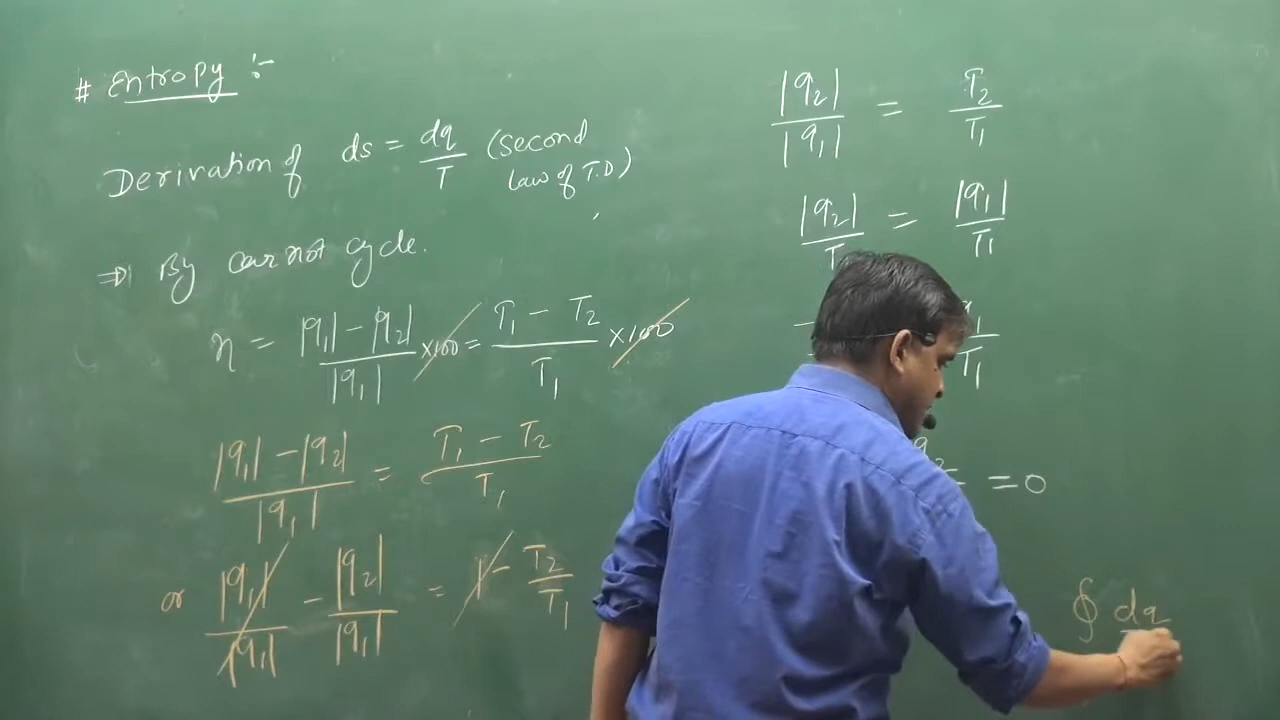 # Entropy :-
Derivation of ds = dq/T (Second
law of T.D)
⇒ By carnot cycle.
η = |q₁| - |q₂| / |q₁| ×100 = T₁ - T₂ / T₁ ×100
|q₁| - |q₂| / |q₁| = T₁ - T₂ / T₁
or |q₁| / |q₁| - |q₂| / |q₁| = 1 - T₂ / T₁
|q₂| / |q₁| = T₂ / T₁
|q₂| / T = |q₁| / T₁
q₁ / T₁
q₂ = 0
∮ dq